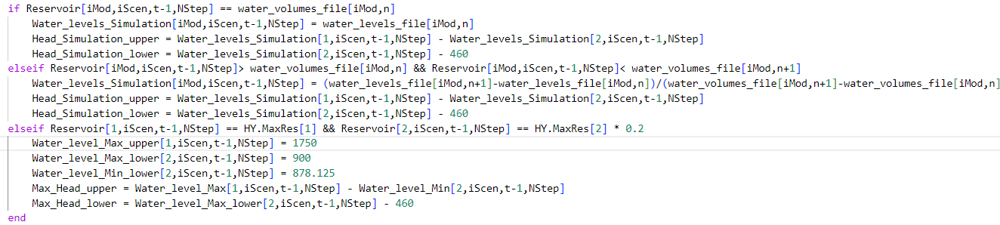 if Reservoir[iMod,iScen,t-1,NStep] == water_volumes_file[iMod,n]
    Water_levels_Simulation[iMod,iScen,t-1,NStep] = water_levels_file[iMod,n]
    Head_Simulation_upper = Water_levels_Simulation[1,iScen,t-1,NStep] - Water_levels_Simulation[2,iScen,t-1,NStep]
    Head_Simulation_lower = Water_levels_Simulation[2,iScen,t-1,NStep] - 460
elseif Reservoir[iMod,iScen,t-1,NStep]> water_volumes_file[iMod,n] && Reservoir[iMod,iScen,t-1,NStep]< water_volumes_file[iMod,n+1]
    Water_levels_Simulation[iMod,iScen,t-1,NStep] = (water_levels_file[iMod,n+1]-water_levels_file[iMod,n])/(water_volumes_file[iMod,n+1]-water_volumes_file[iMod,n]
    Head_Simulation_upper = Water_levels_Simulation[1,iScen,t-1,NStep] - Water_levels_Simulation[2,iScen,t-1,NStep]
    Head_Simulation_lower = Water_levels_Simulation[2,iScen,t-1,NStep] - 460
elseif Reservoir[1,iScen,t-1,NStep] == HY.MaxRes[1] && Reservoir[2,iScen,t-1,NStep] == HY.MaxRes[2] * 0.2
    Water_level_Max_upper[1,iScen,t-1,NStep] = 1750
    Water_level_Max_lower[2,iScen,t-1,NStep] = 900
    Water_level_Min_lower[2,iScen,t-1,NStep] = 878.125
    Max_Head_upper = Water_level_Max[1,iScen,t-1,NStep] - Water_level_Min[2,iScen,t-1,NStep]
    Max_Head_lower = Water_level_Max_lower[2,iScen,t-1,NStep] - 460
end